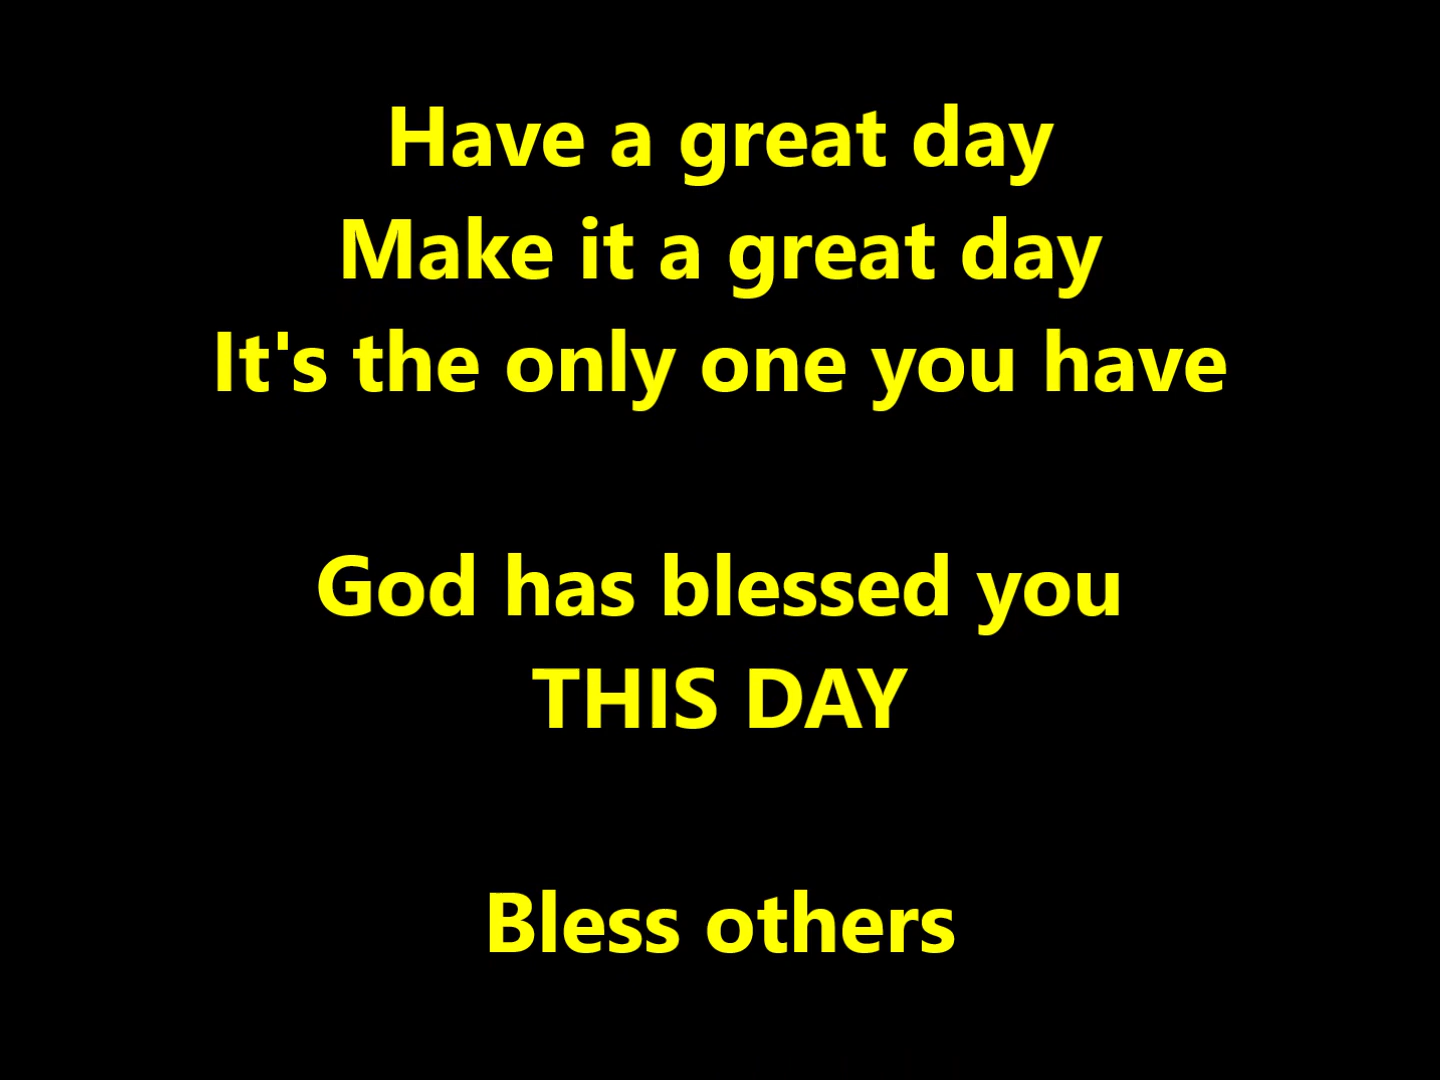 Have a great day
Make it a great day
It's the only one you have
God has blessed you
THIS DAY
Bless others